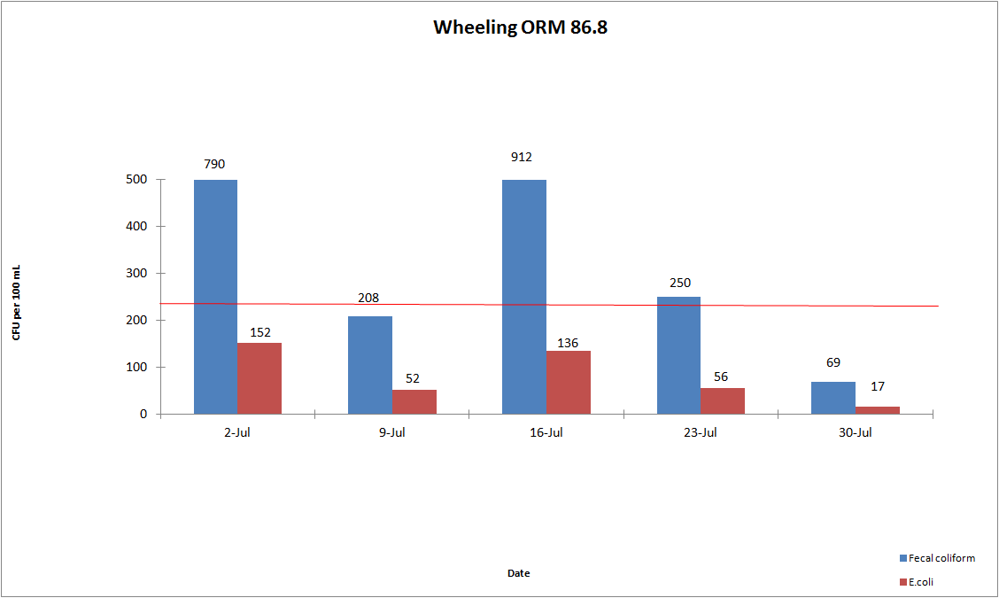 Wheeling ORM 86.8
790
912
500
400
300
200
100
0
208
250
152
52
136
56
69
17
2-Jul
9-Jul
16-Jul
23-Jul
30-Jul
CFU per 100 mL
Date
Fecal coliform
E.coli